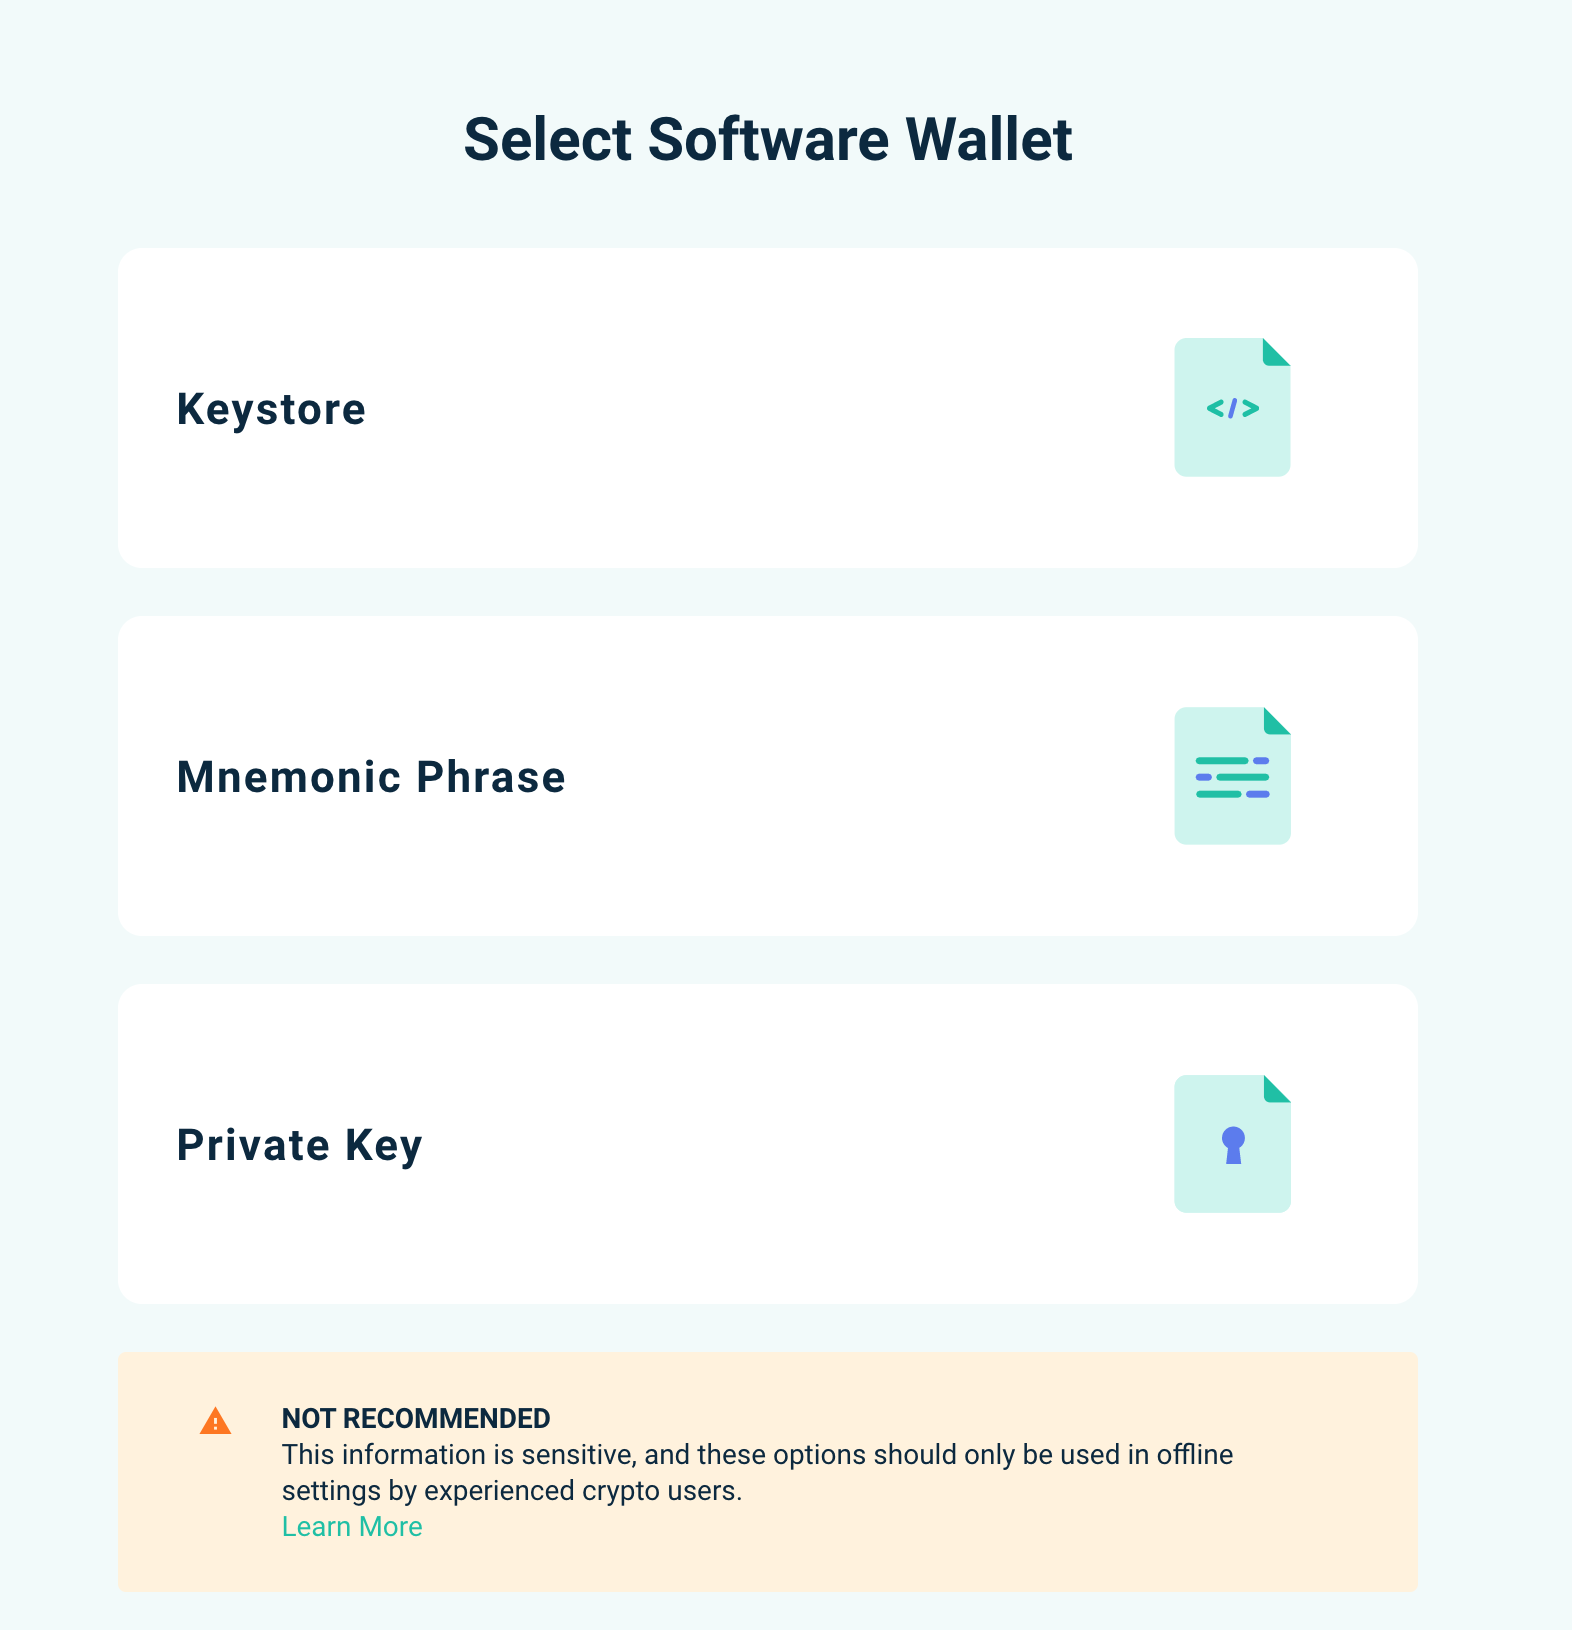 Select Software Wallet
Keystore
</>
Mnemonic Phrase
Private Key
NOT RECOMMENDED
This information is sensitive, and these options should only be used in offline
settings by experienced crypto users.
Learn More